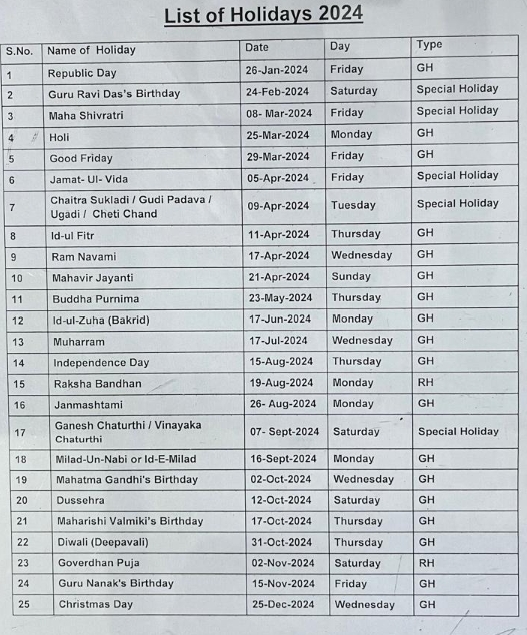 List of Holidays 2024
S.No. Name of Holiday Date Day Type
1 Republic Day 26-Jan-2024 Friday GH
2 Guru Ravi Das's Birthday 24-Feb-2024 Saturday Special Holiday
3 Maha Shivratri 08- Mar-2024 Friday Special Holiday
4 Holi 25-Mar-2024 Monday GH
5 Good Friday 29-Mar-2024 Friday GH
6 Jamat- Ul- Vida 05-Apr-2024 Friday Special Holiday
7 Chaitra Sukladi / Gudi Padava / 09-Apr-2024 Tuesday Special Holiday
Ugadi / Cheti Chand
8 Id-ul Fitr 11-Apr-2024 Thursday GH
9 Ram Navami 17-Apr-2024 Wednesday GH
10 Mahavir Jayanti 21-Apr-2024 Sunday GH
11 Buddha Purnima 23-May-2024 Thursday GH
12 Id-ul-Zuha (Bakrid) 17-Jun-2024 Monday GH
13 Muharram 17-Jul-2024 Wednesday GH
14 Independence Day 15-Aug-2024 Thursday GH
15 Raksha Bandhan 19-Aug-2024 Monday RH
16 Janmashtami 26- Aug-2024 Monday GH
17 Ganesh Chaturthi / Vinayaka 07- Sept-2024 Saturday Special Holiday
Chaturthi
18 Milad-Un-Nabi or Id-E-Milad 16-Sept-2024 Monday GH
19 Mahatma Gandhi's Birthday 02-Oct-2024 Wednesday GH
20 Dussehra 12-Oct-2024 Saturday GH
21 Maharishi Valmiki's Birthday 17-Oct-2024 Thursday GH
22 Diwali (Deepavali) 31-Oct-2024 Thursday GH
23 Goverdhan Puja 02-Nov-2024 Saturday RH
24 Guru Nanak's Birthday 15-Nov-2024 Friday GH
25 Christmas Day 25-Dec-2024 Wednesday GH